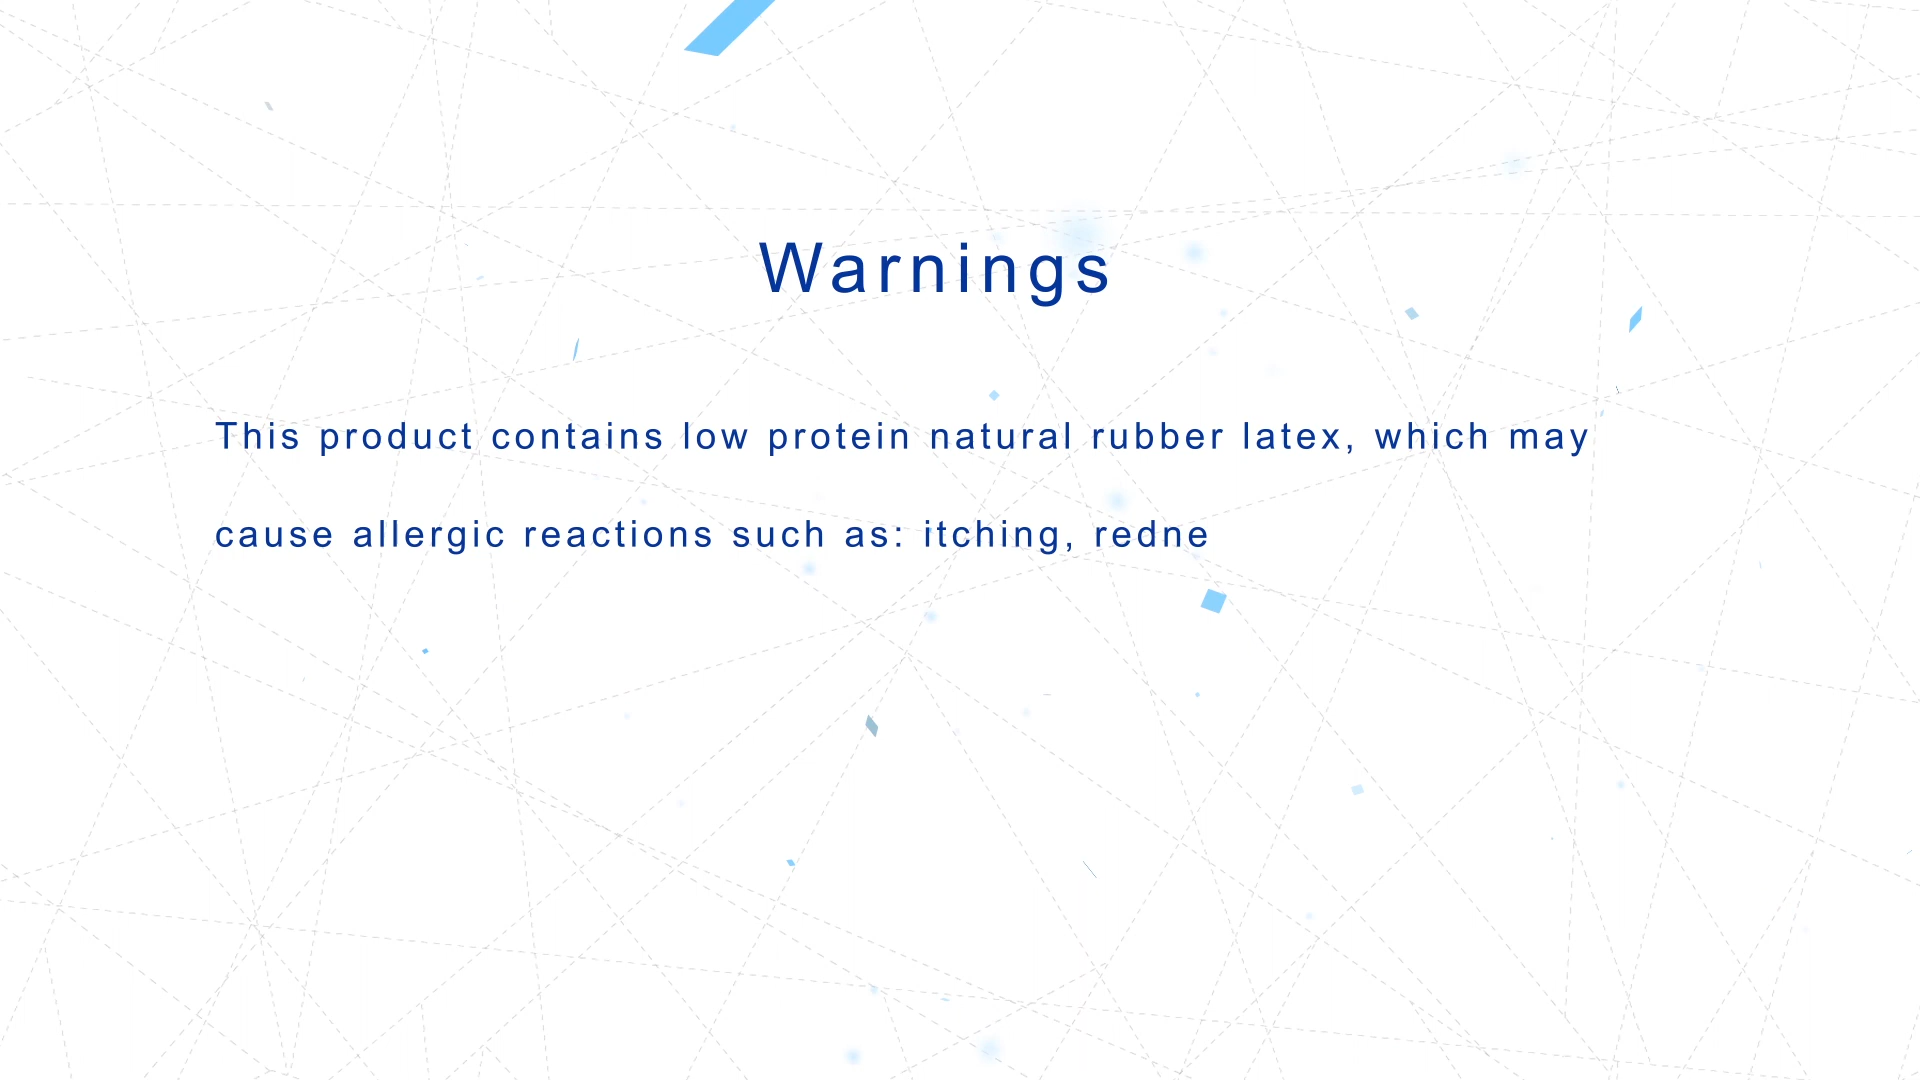 Warnings
This product contains low protein natural rubber latex, which may
cause allergic reactions such as: itching, redne